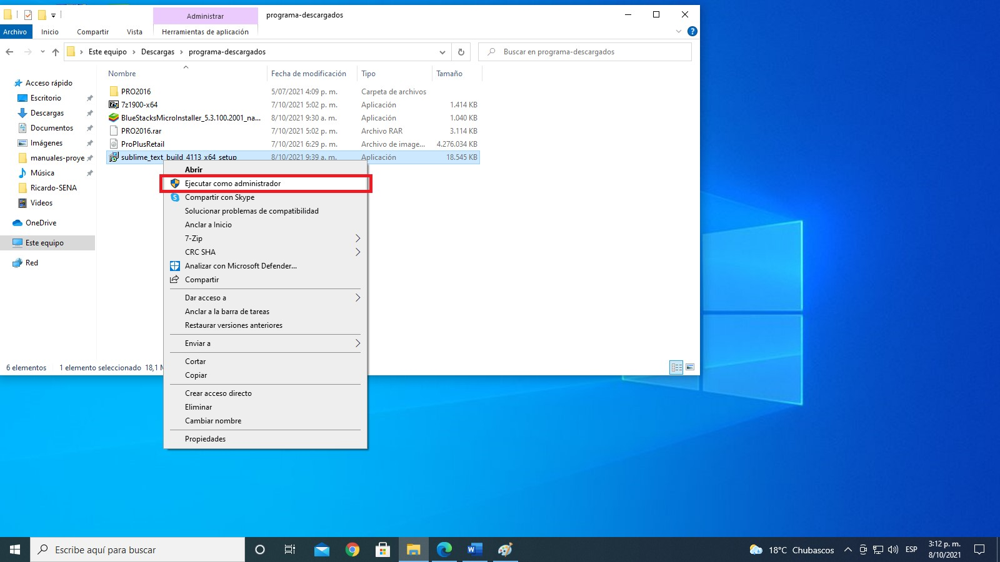 Administrar
programa-descargados
Archivo Inicio Compartir Vista Herramientas de aplicación
Este equipo Descargas programa-descargados
Buscar en programa-descargados
Nombre Fecha de modificación Tipo Tamaño
Acceso rápido
Escritorio
Descargas
Documentos
Imágenes
manuales-proye
Música
Ricardo-SENA
Videos
OneDrive
Este equipo
Red
PRO2016 5/07/2021 4:09 p. m. Carpeta de archivos
7z1900-x64 7/10/2021 5:02 p. m. Aplicación 1.414 KB
BlueStacksMicroInstaller_5.3.100.2001_na... 8/10/2021 9:30 a. m. Aplicación 1.040 KB
PRO2016.rar 7/10/2021 5:02 p. m. Archivo RAR 3.114 KB
ProPlusRetail 7/10/2021 6:29 p. m. Archivo de image... 4.276.034 KB
sublime_text_build_4113_x64_setup 8/10/2021 9:39 a. m. Aplicación 18.545 KB
Abrir
Ejecutar como administrador
Compartir con Skype
Solucionar problemas de compatibilidad
Anclar a Inicio
7-Zip
CRC SHA
Analizar con Microsoft Defender...
Compartir
Dar acceso a
Anclar a la barra de tareas
Restaurar versiones anteriores
Enviar a
Cortar
Copiar
Crear acceso directo
Eliminar
Cambiar nombre
Propiedades
6 elementos 1 elemento seleccionado 18,1 M
Escribe aquí para buscar
18°C Chubascos
ESP
3:12 p. m.
8/10/2021